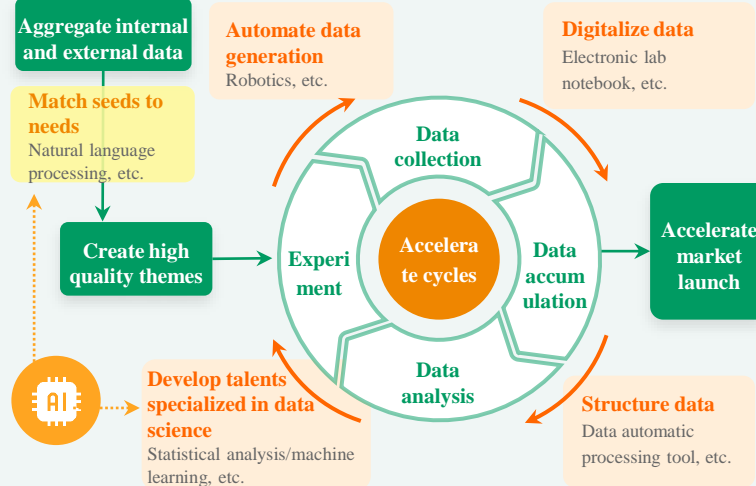 Aggregate internal
and external data
Match seeds to
needs
Natural language
processing, etc.
Create high
quality themes
Automate data
generation
Robotics, etc.
Digitalize data
Electronic lab
notebook, etc.
Data
collection
Experi
ment
Accelera
te cycles
Data
accum
ulation
Data
analysis
Accelerate
market
launch
AI
Develop talents
specialized in data
science
Statistical analysis/machine
learning, etc.
Structure data
Data automatic
processing tool, etc.